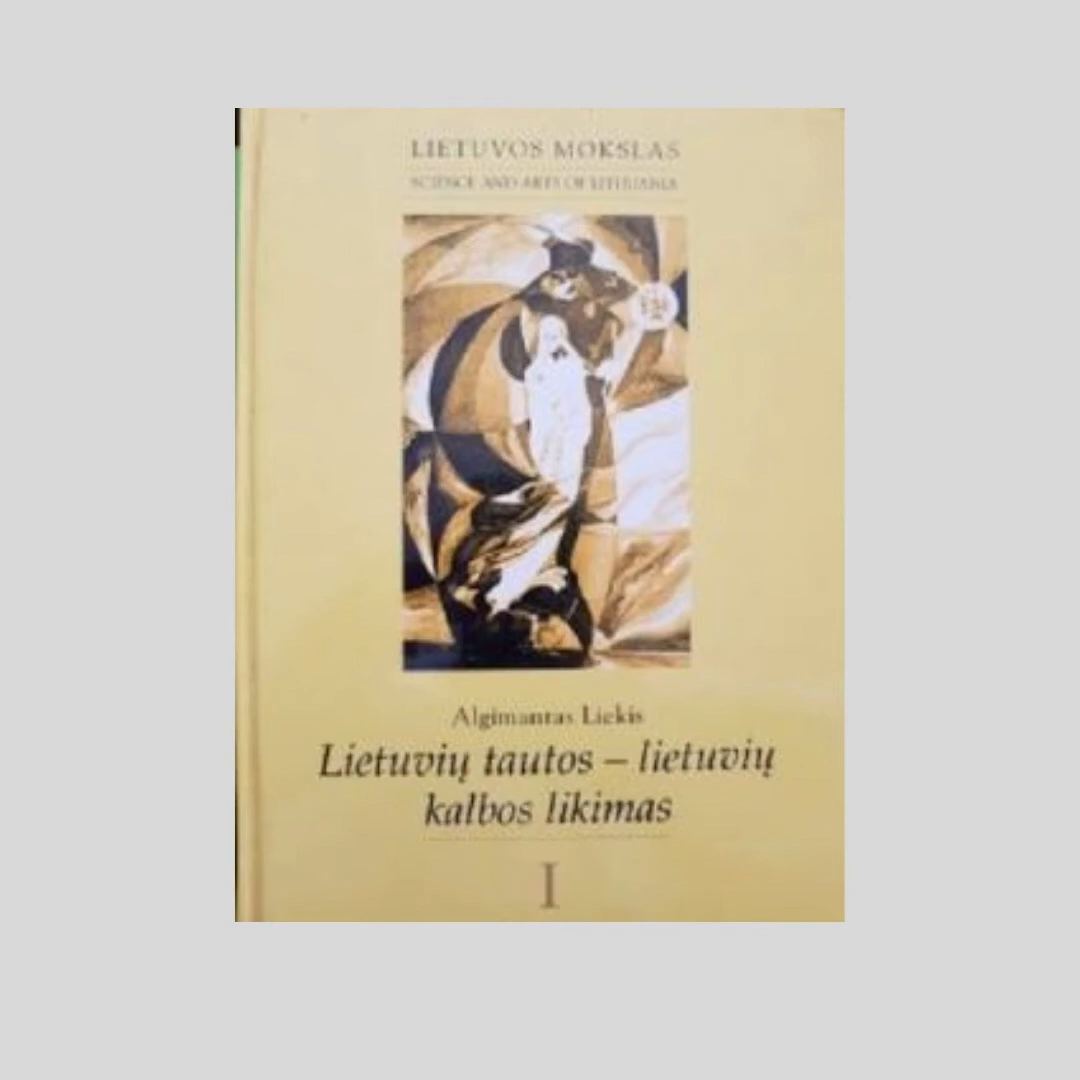 LIETUVOS MOKSLAS
SCIENCE AND ARTS OF LITHUANIA
Algimantas Liekis
Lietuvių tautos – lietuvių
kalbos likimas
I